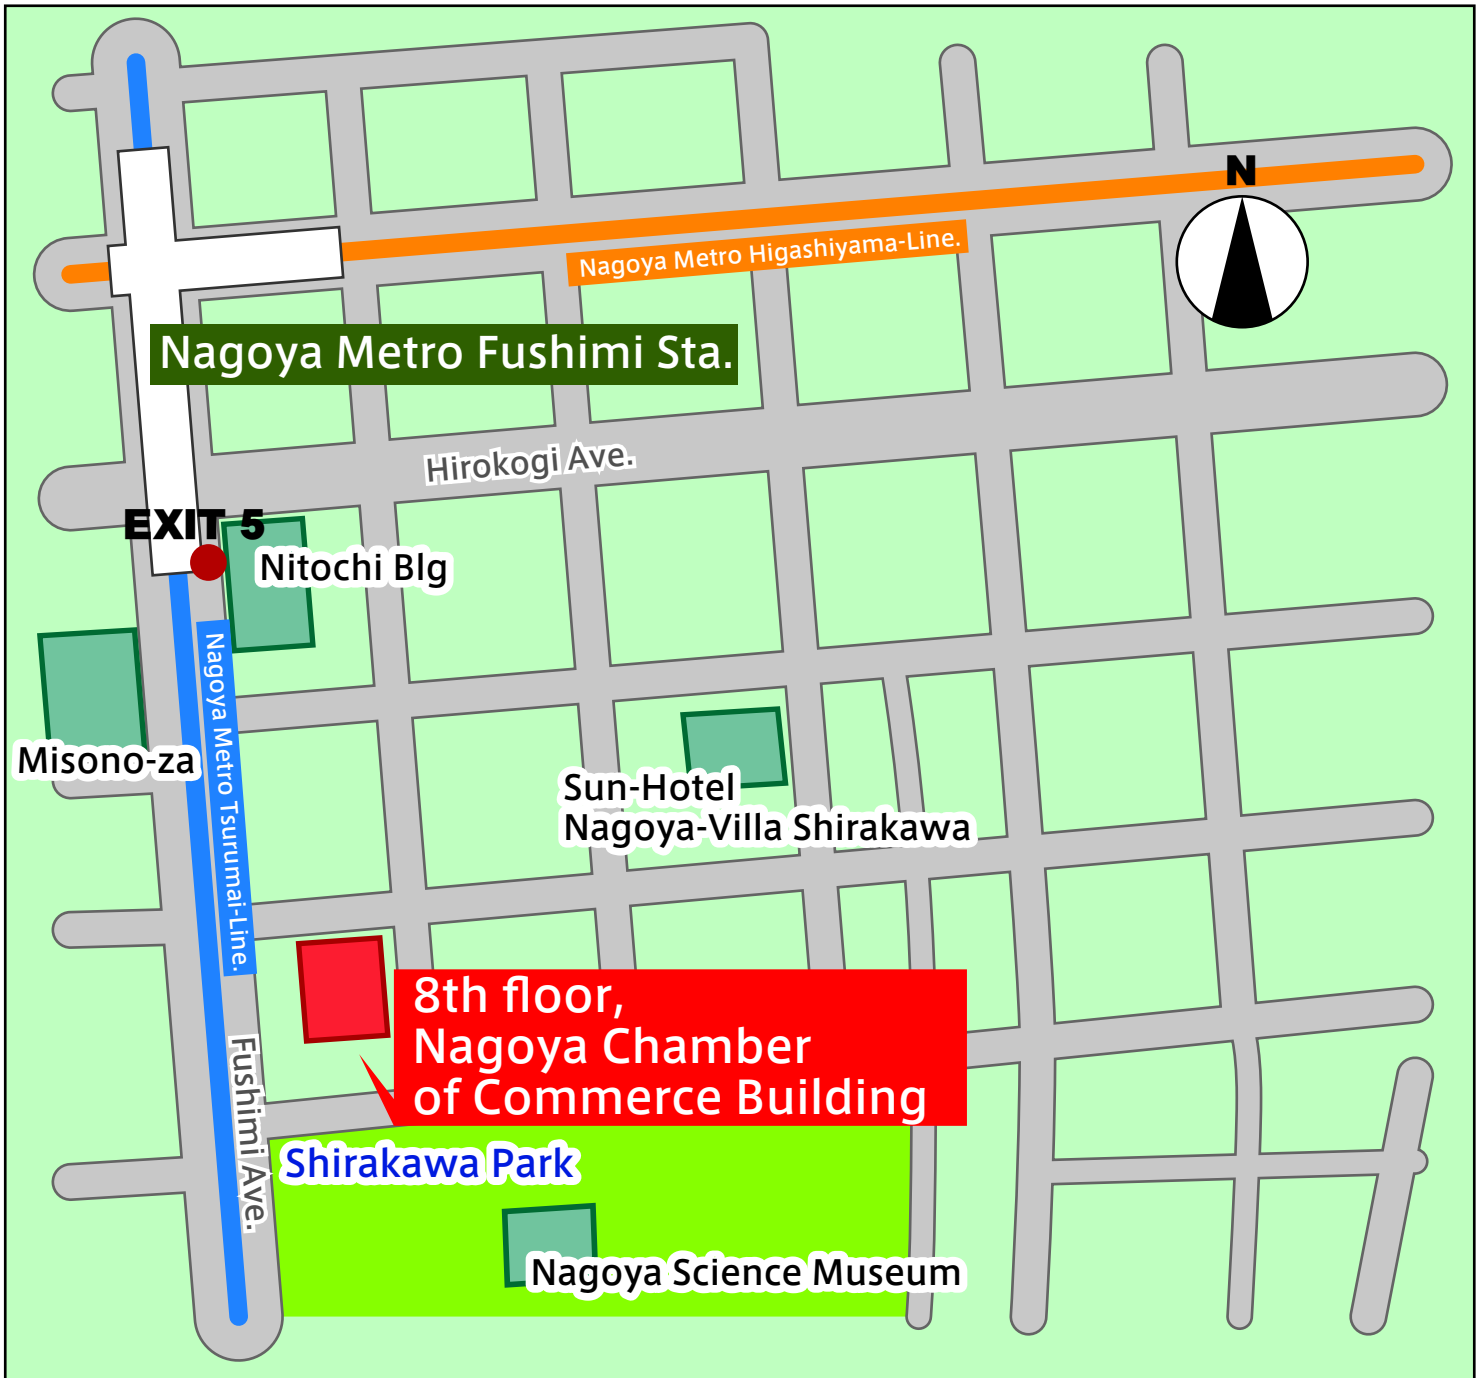 N
Nagoya Metro Higashiyama-Line.
Nagoya Metro Fushimi Sta.
Hirokogi Ave.
EXIT 5
Nitochi Blg
Nagoya Metro Tsurumai-Line.
Misono-za
Sun-Hotel
Nagoya-Villa Shirakawa
8th floor,
Nagoya Chamber
of Commerce Building
Fushimi Ave.
Shirakawa Park
Nagoya Science Museum